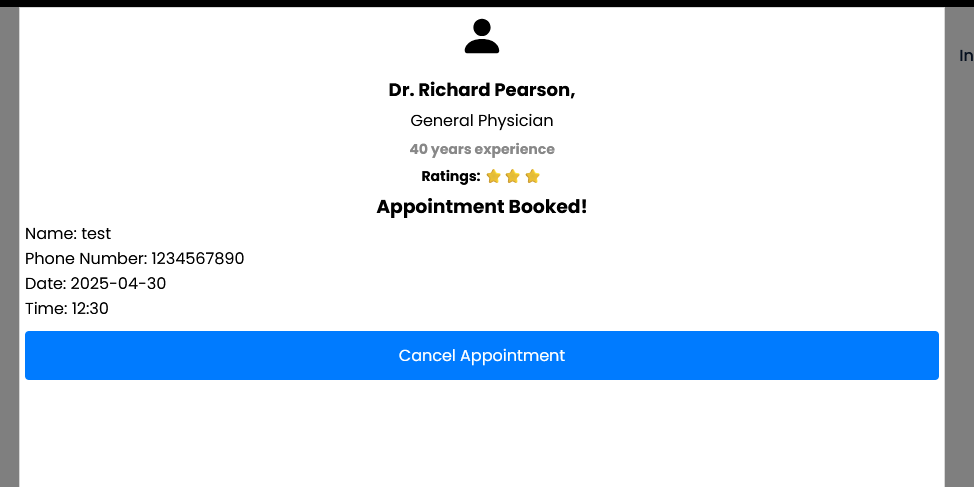 In
Dr. Richard Pearson,
General Physician
40 years experience
Ratings: ⭐⭐⭐
Appointment Booked!
Name: test
Phone Number: 1234567890
Date: 2025-04-30
Time: 12:30
Cancel Appointment